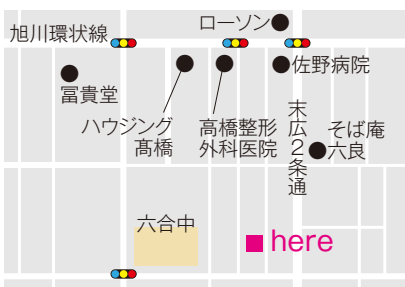 旭川環状線
ローソン
冨貴堂
ハウジング
髙橋
高橋整形
外科医院
佐野病院
末広2条通
そば庵
六良
六合中
here